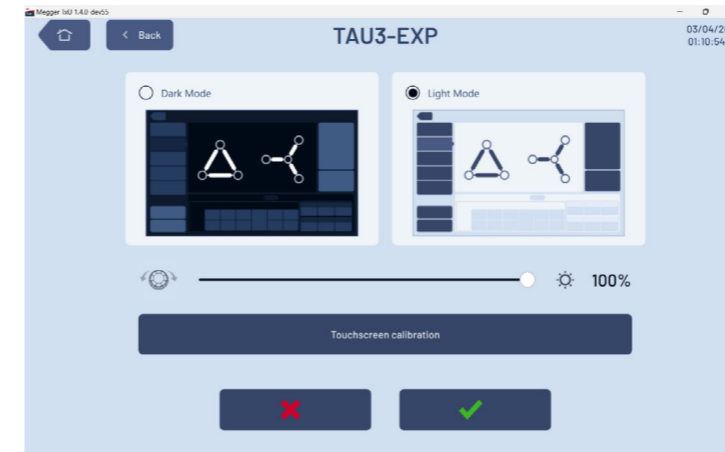 Megger TAU 1.4.0-dev55
Back
TAU3-EXP
03/04/20
01:10:54
Dark Mode
Light Mode
100%
Touchscreen calibration